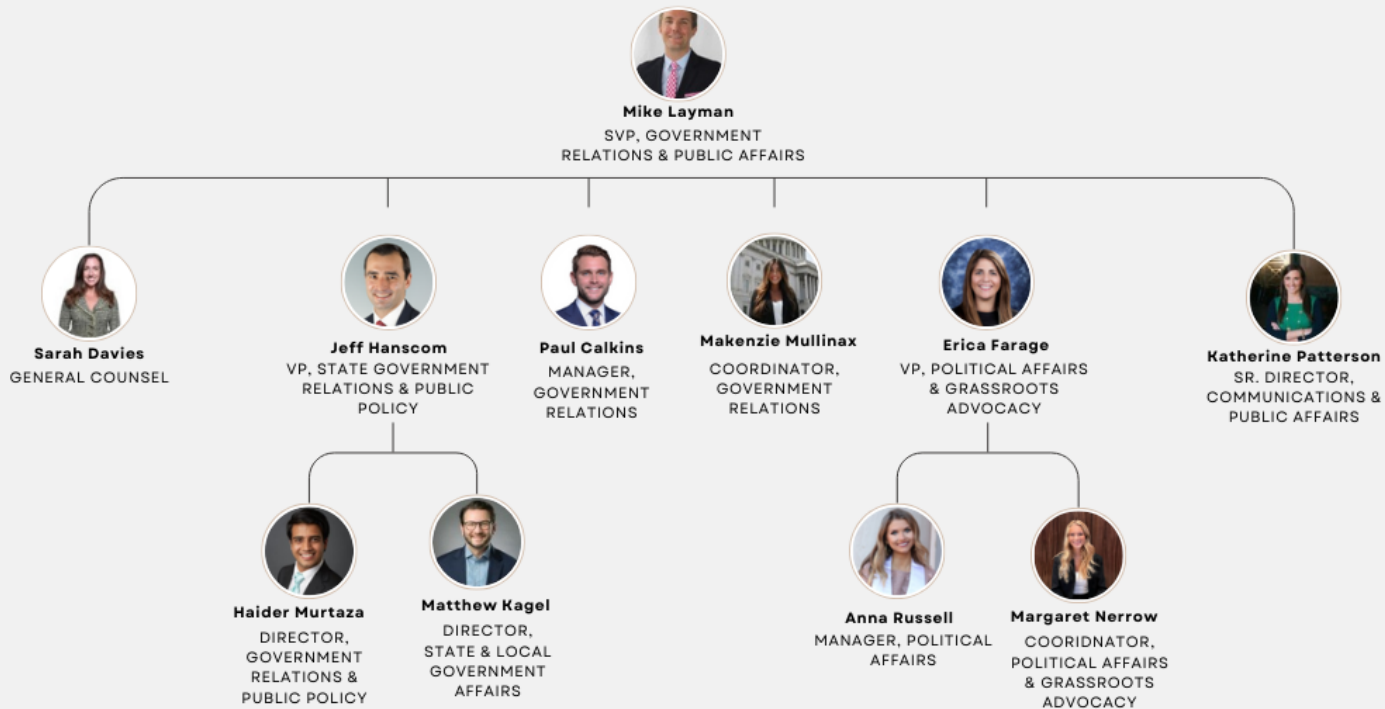 Mike Layman
SVP, GOVERNMENT
RELATIONS & PUBLIC AFFAIRS
Sarah Davies
GENERAL COUNSEL
Jeff Hanscom
VP, STATE GOVERNMENT
RELATIONS & PUBLIC
POLICY
Paul Calkins
MANAGER,
GOVERNMENT
RELATIONS
Makenzie Mullinax
COORDINATOR,
GOVERNMENT
RELATIONS
Erica Farage
VP, POLITICAL AFFAIRS
& GRASSROOTS
ADVOCACY
Katherine Patterson
SR. DIRECTOR,
COMMUNICATIONS &
PUBLIC AFFAIRS
Haider Murtaza
DIRECTOR,
GOVERNMENT
RELATIONS &
PUBLIC POLICY
Matthew Kagel
DIRECTOR,
STATE & LOCAL
GOVERNMENT
AFFAIRS
Anna Russell
MANAGER, POLITICAL
AFFAIRS
Margaret Nerrow
COORIDNATOR,
POLITICAL AFFAIRS
& GRASSROOTS
ADVOCACY